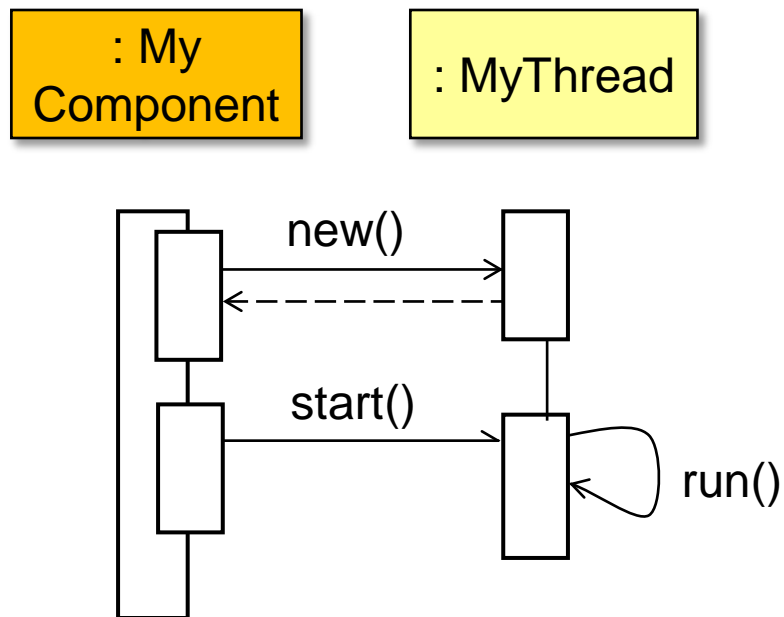 : My
Component
: MyThread
new()
start()
run()